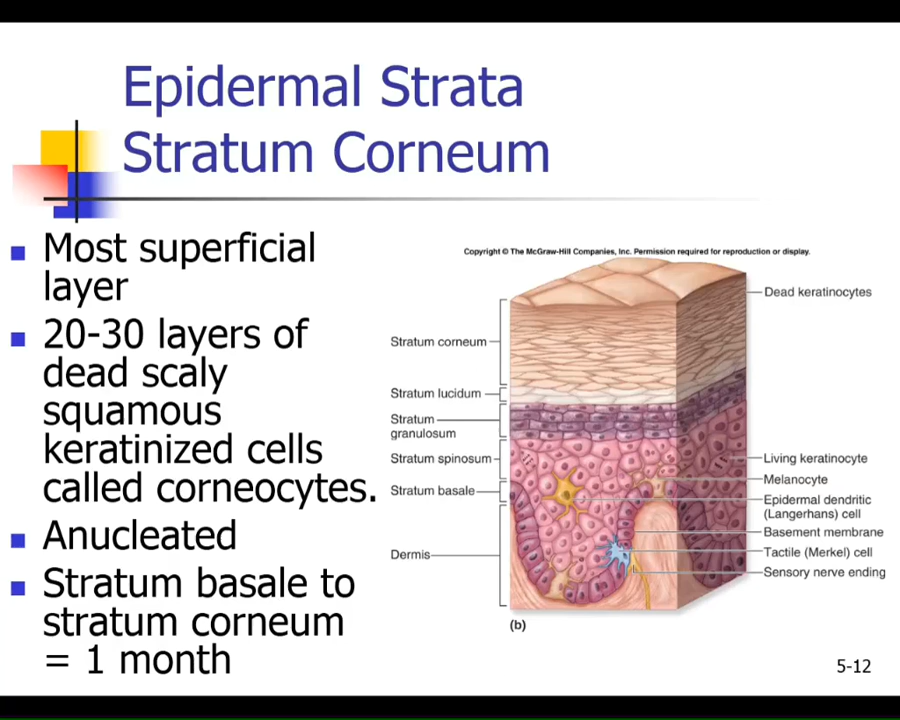 Epidermal Strata
Stratum Corneum
Most superficial
layer
20-30 layers of
dead scaly
squamous
keratinized cells
called corneocytes.
Anucleated
Stratum basale to
stratum corneum
= 1 month
Copyright © The McGraw-Hill Companies, Inc. Permission required for reproduction or display.
Stratum corneum
Stratum lucidum
Stratum
granulosum
Stratum spinosum
Stratum basale
Dermis
Dead keratinocytes
Living keratinocyte
Melanocyte
Epidermal dendritic
(Langerhans) cell
Basement membrane
Tactile (Merkel) cell
Sensory nerve ending
(b)
5-12